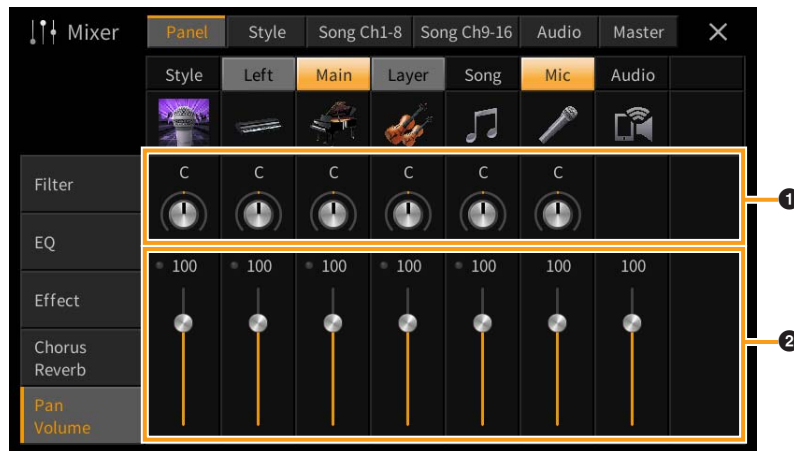 Mixer Panel Style Song Ch1-8 Song Ch9-16 Audio Master ×
Style Left Main Layer Song Mic Audio
Filter
C C C C C C
1
EQ
100 100 100 100 100 100 100
Effect
2
Chorus
Reverb
Pan
Volume